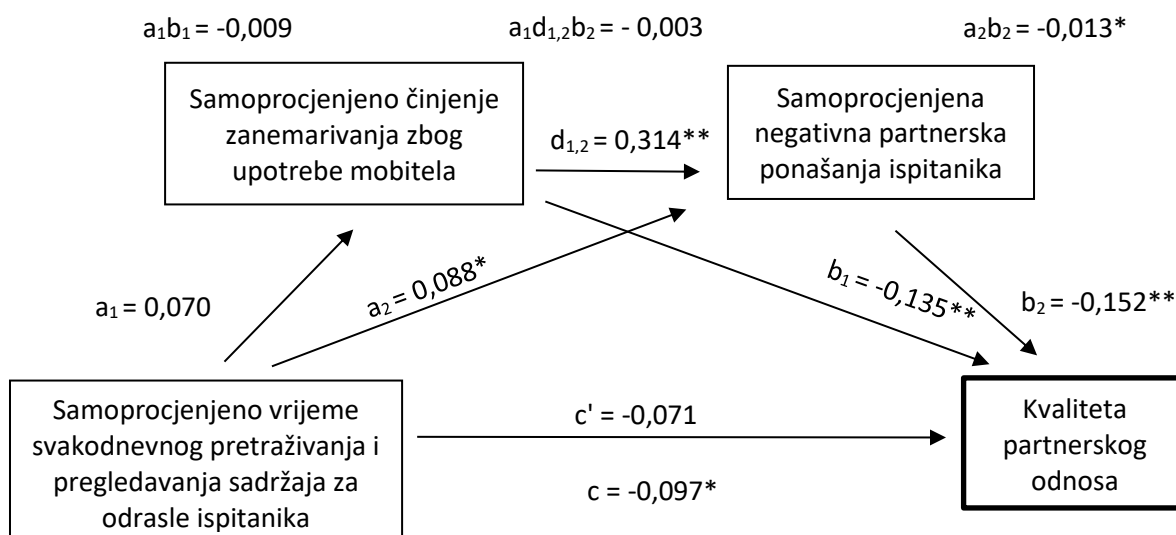 a₁b₁ = -0,009
a₁d₁,₂b₂ = - 0,003
a₂b₂ = -0,013*
Samoprocjenjeno činjenje
zanemarivanja zbog
upotrebe mobitela
d₁,₂ = 0,314**
Samoprocjenjena
negativna partnerska
ponašanja ispitanika
a₁ = 0,070
a₂ = 0,088*
b₁ = -0,135**
b₂ = -0,152**
Samoprocjenjeno vrijeme
svakodnevnog pretraživanja i
pregledavanja sadržaja za
odrasle ispitanika
c' = -0,071
c = -0,097*
Kvaliteta
partnerskog
odnosa